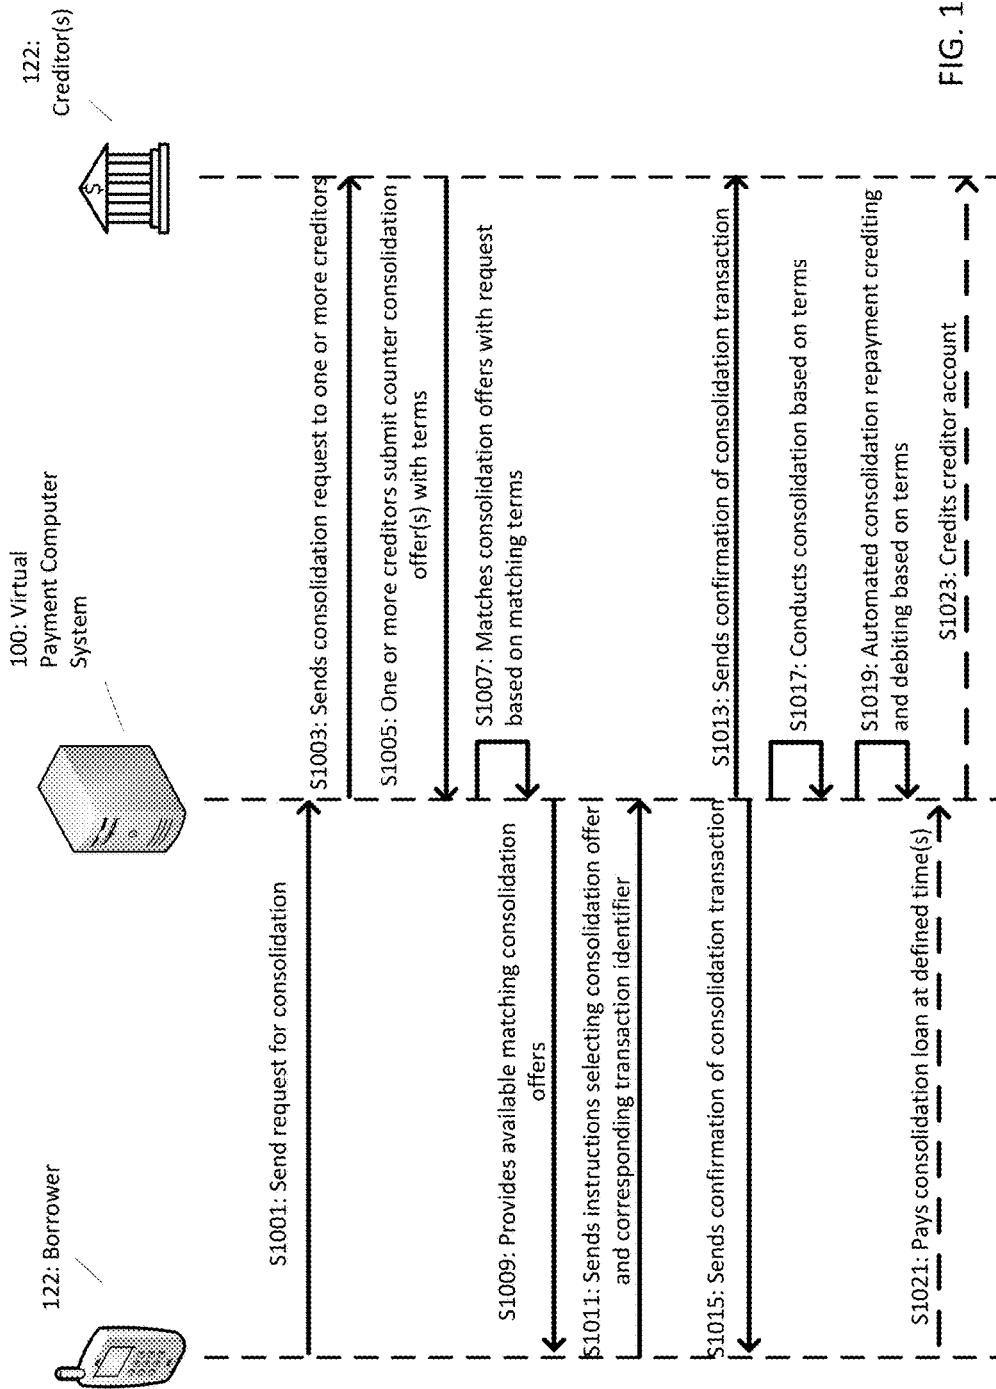 122: Borrower
100: Virtual
Payment Computer
System
122:
Creditor(s)
S1001: Send request for consolidation
S1003: Sends consolidation request to one or more creditors
S1005: One or more creditors submit counter consolidation
offer(s) with terms
S1007: Matches consolidation offers with request
based on matching terms
S1009: Provides available matching consolidation
offers
S1011: Sends instructions selecting consolidation offer
and corresponding transaction identifier
S1013: Sends confirmation of consolidation transaction
S1015: Sends confirmation of consolidation transaction
S1017: Conducts consolidation based on terms
S1019: Automated consolidation repayment crediting
and debiting based on terms
S1021: Pays consolidation loan at defined time(s)
S1023: Credits creditor account
FIG. 1